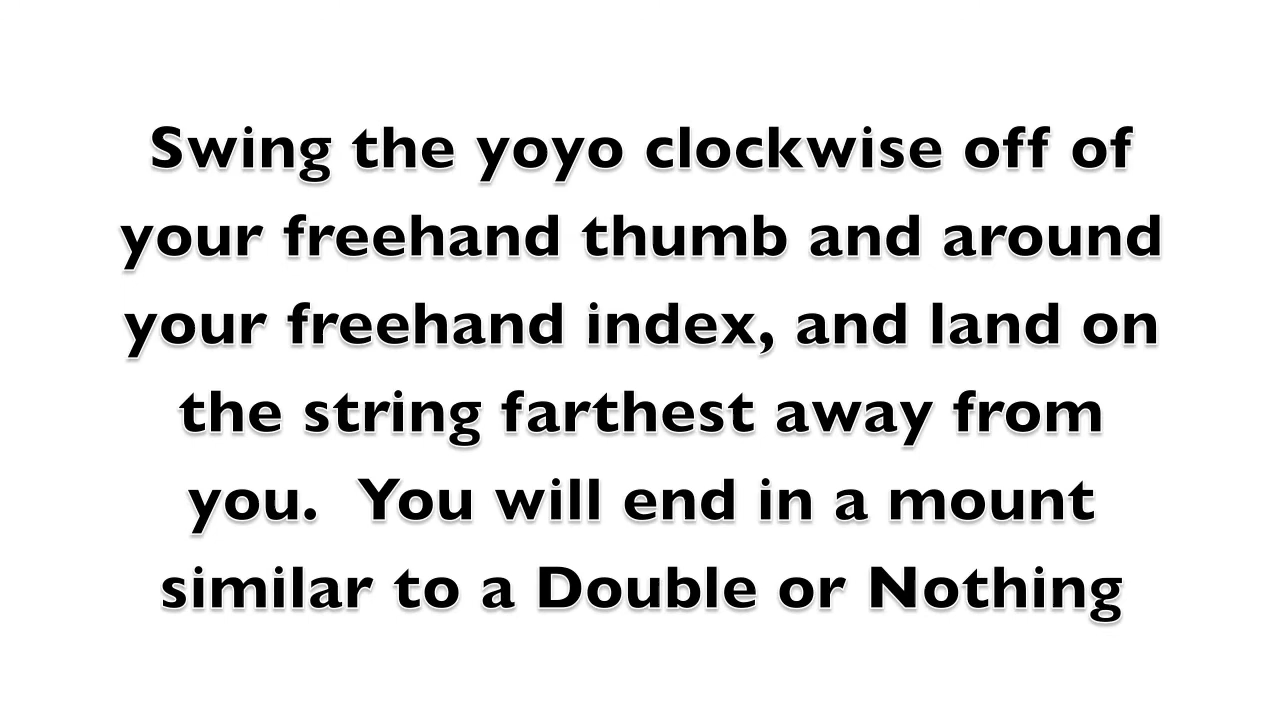 Swing the yoyo clockwise off of
your freehand thumb and around
your freehand index, and land on
the string farthest away from
you.  You will end in a mount
similar to a Double or Nothing